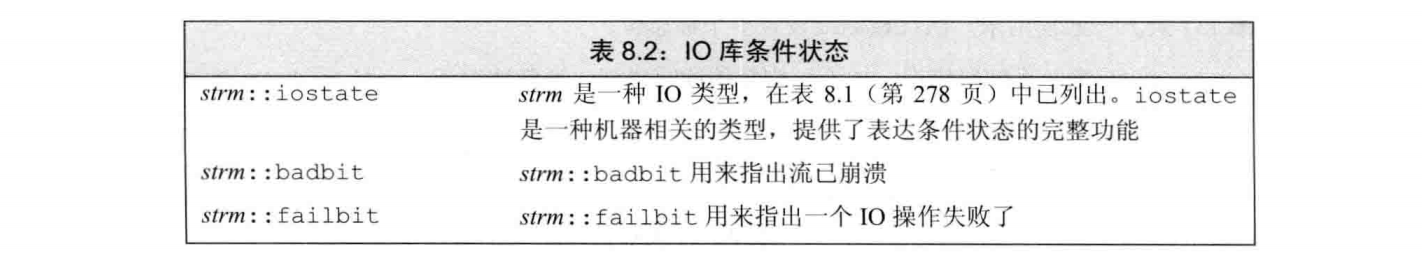 表 8.2：IO 库条件状态
strm::iostate strm 是一种 IO 类型，在表 8.1（第 278 页）中已列出。iostate
是一种机器相关的类型，提供了表达条件状态的完整功能
strm::badbit strm::badbit 用来指出流已崩溃
strm::failbit strm::failbit 用来指出一个 IO 操作失败了